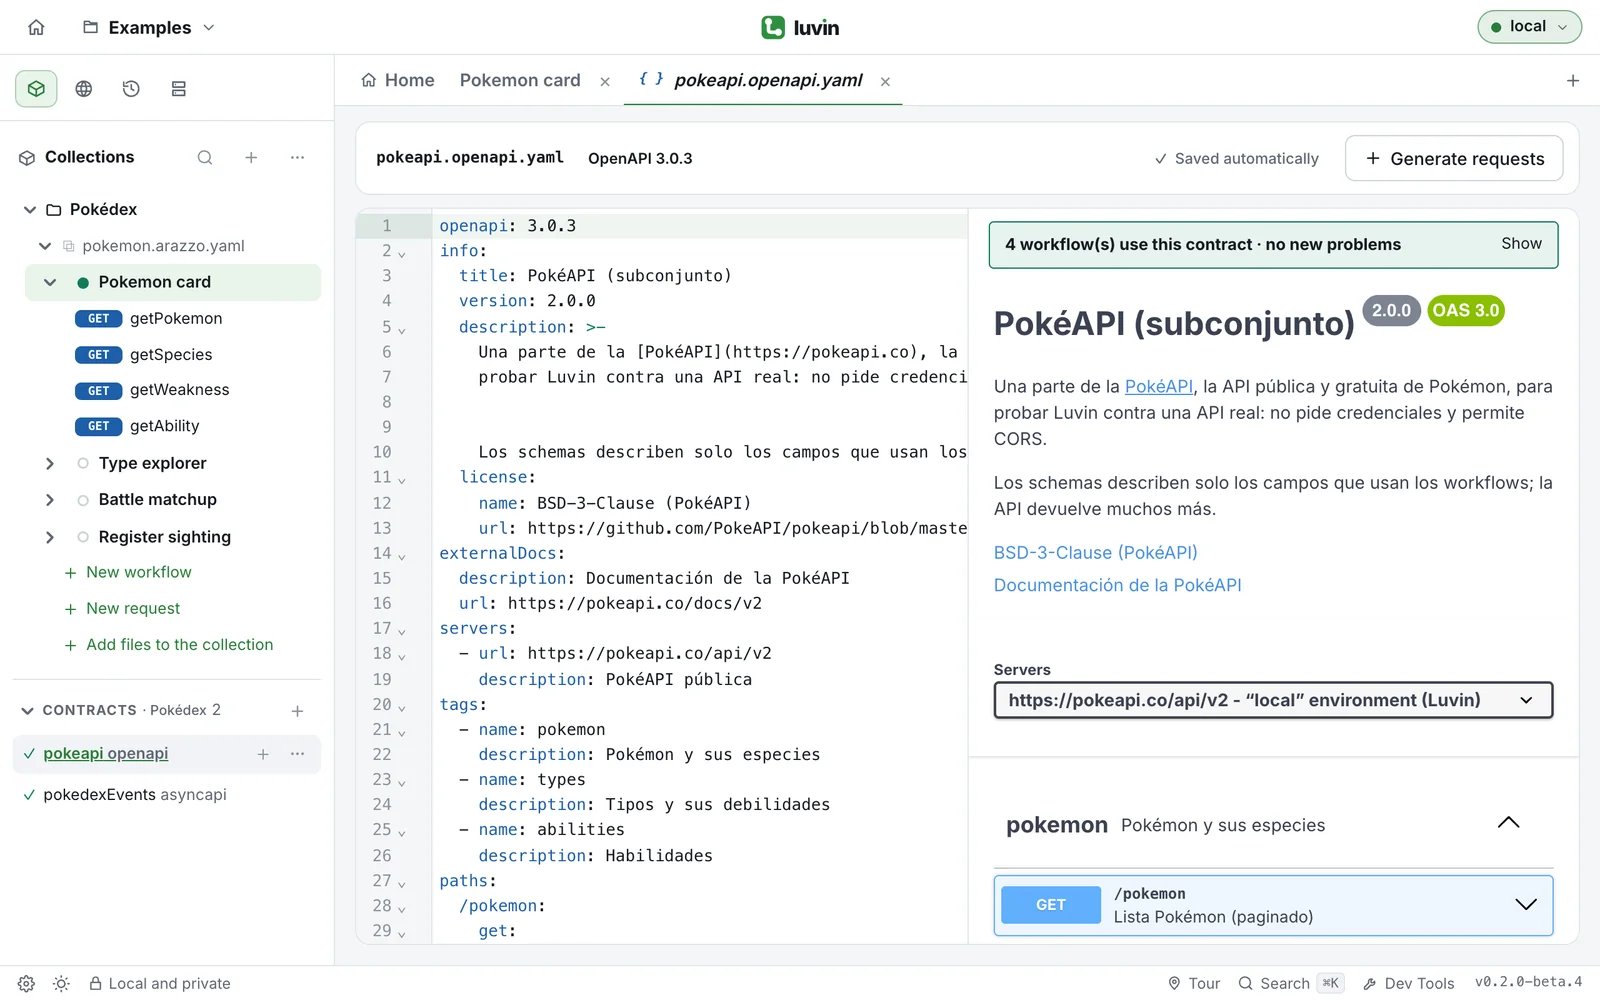 Examples
luvin
local
Home
Pokemon card
{ } pokeapi.openapi.yaml
Collections
Pokédex
pokemon.arazzo.yaml
Pokemon card
GET getPokemon
GET getSpecies
GET getWeakness
GET getAbility
Type explorer
Battle matchup
Register sighting
+ New workflow
+ New request
+ Add files to the collection
CONTRACTS · Pokédex 2
pokeapi openapi
pokedexEvents asyncapi
pokeapi.openapi.yaml OpenAPI 3.0.3
Saved automatically
+ Generate requests
1 openapi: 3.0.3
2 info:
3 title: PokéAPI (subconjunto)
4 version: 2.0.0
5 description: >-
6 Una parte de la [PokéAPI](https://pokeapi.co), la
7 probar Luvin contra una API real: no pide credenci
8
9
10 Los schemas describen solo los campos que usan los
11 license:
12 name: BSD-3-Clause (PokéAPI)
13 url: https://github.com/PokeAPI/pokeapi/blob/maste
14 externalDocs:
15 description: Documentación de la PokéAPI
16 url: https://pokeapi.co/docs/v2
17 servers:
18 - url: https://pokeapi.co/api/v2
19 description: PokéAPI pública
20 tags:
21 - name: pokemon
22 description: Pokémon y sus especies
23 - name: types
24 description: Tipos y sus debilidades
25 - name: abilities
26 description: Habilidades
27 paths:
28 /pokemon:
29 get:
4 workflow(s) use this contract · no new problems
Show
PokéAPI (subconjunto) 2.0.0 OAS 3.0
Una parte de la PokéAPI, la API pública y gratuita de Pokémon, para
probar Luvin contra una API real: no pide credenciales y permite
CORS.
Los schemas describen solo los campos que usan los workflows; la
API devuelve muchos más.
BSD-3-Clause (PokéAPI)
Documentación de la PokéAPI
Servers
https://pokeapi.co/api/v2 - “local” environment (Luvin)
pokemon Pokémon y sus especies
GET
/pokemon
Lista Pokémon (paginado)
Local and private
Tour
Search ⌘K
Dev Tools
v0.2.0-beta.4